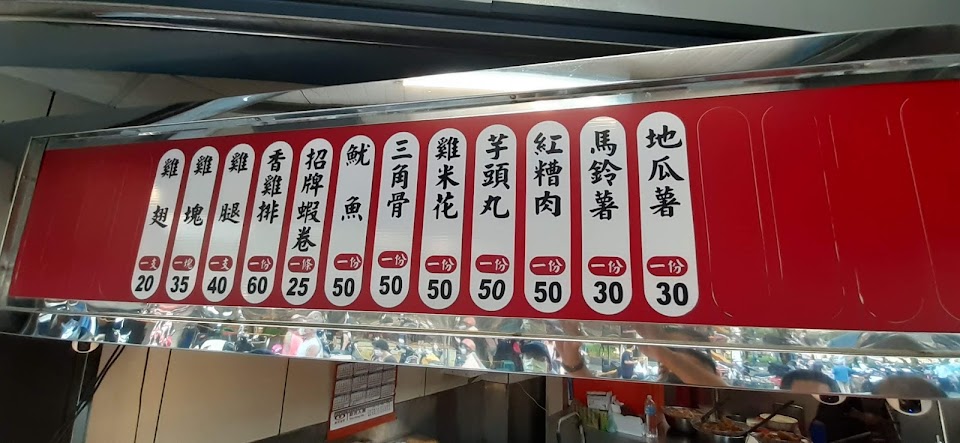 地瓜薯 一份 30
馬鈴薯 一份 30
紅糟肉 一份 50
芋頭丸 一份 50
雞米花 一份 50
三角骨 一份 50
魷魚 一份 50
招牌蝦卷 一條 25
香雞排 一份 60
雞腿 一支 40
雞塊 一塊 35
雞翅 一支 20